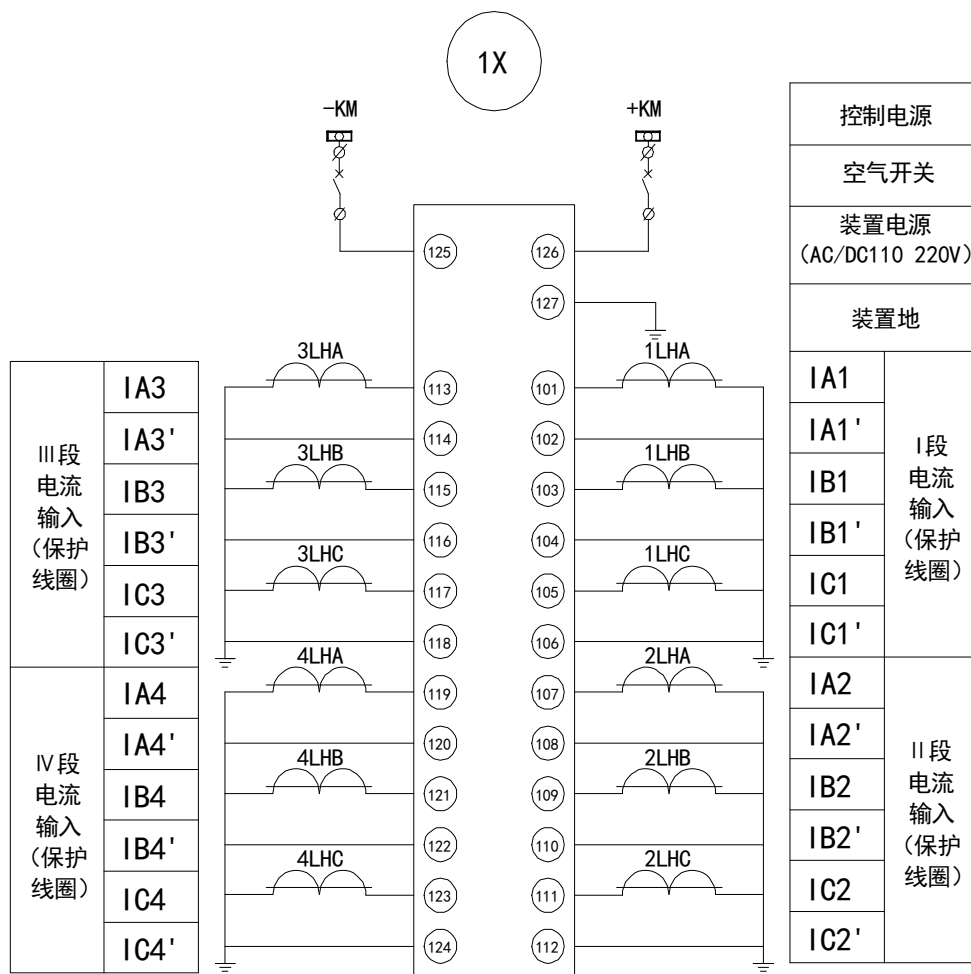 1X
-KM
+KM
控制电源
空气开关
装置电源
(AC/DC110 220V)
装置地
125
126
127
3LHA
1LHA
IA3
113
101
IA1
IA3'
114
102
IA1'
III段
电流
输入
(保护
线圈)
I段
电流
输入
(保护
线圈)
3LHB
1LHB
IB3
115
103
IB1
IB3'
116
104
IB1'
3LHC
1LHC
IC3
117
105
IC1
IC3'
118
106
IC1'
4LHA
2LHA
IA4
119
107
IA2
IA4'
120
108
IA2'
IV段
电流
输入
(保护
线圈)
II段
电流
输入
(保护
线圈)
4LHB
2LHB
IB4
121
109
IB2
IB4'
122
110
IB2'
4LHC
2LHC
IC4
123
111
IC2
IC4'
124
112
IC2'